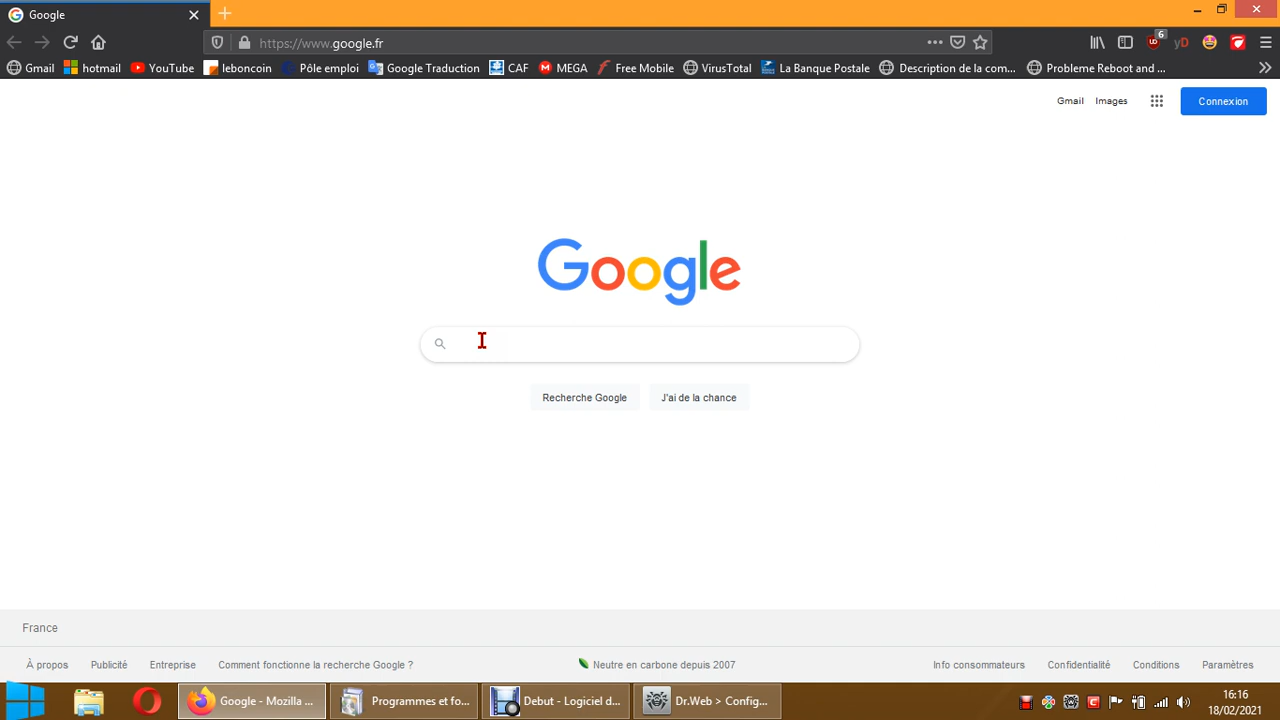 Google
https://www.google.fr
6
UD
yD
Gmail hotmail YouTube leboncoin Pôle emploi Google Traduction CAF MEGA Free Mobile VirusTotal La Banque Postale Description de la com... Probleme Reboot and ...
Gmail Images Connexion
Google
Recherche Google J'ai de la chance
France
À propos Publicité Entreprise Comment fonctionne la recherche Google ? Neutre en carbone depuis 2007 Info consommateurs Confidentialité Conditions Paramètres
Google - Mozilla ... Programmes et fo... Debut - Logiciel d... Dr.Web > Config...
16:16
18/02/2021